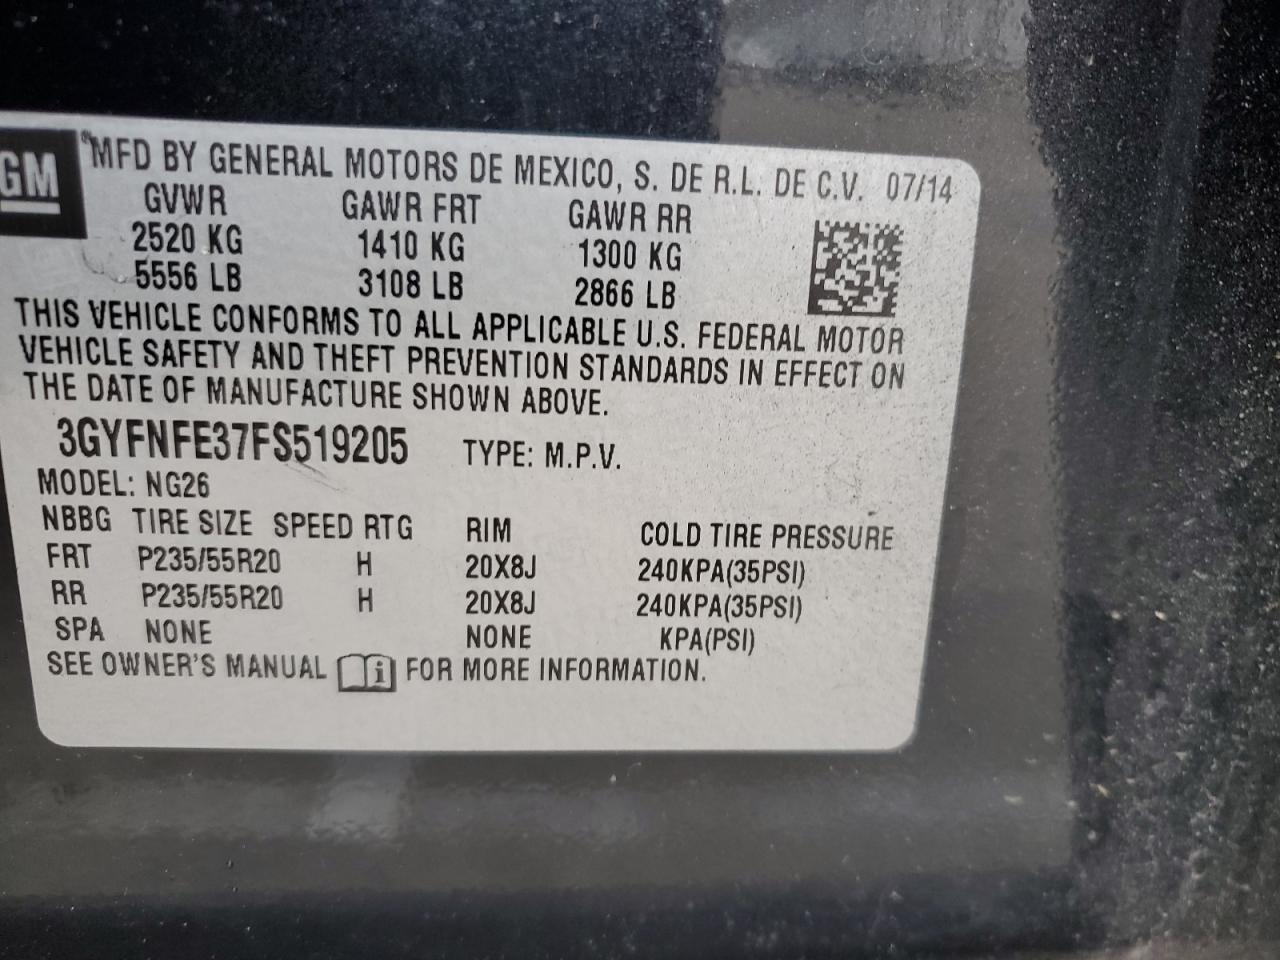 GM
MFD BY GENERAL MOTORS DE MEXICO, S. DE R.L. DE C.V. 07/14
GVWR GAWR FRT GAWR RR
2520 KG 1410 KG 1300 KG
5556 LB 3108 LB 2866 LB
THIS VEHICLE CONFORMS TO ALL APPLICABLE U.S. FEDERAL MOTOR
VEHICLE SAFETY AND THEFT PREVENTION STANDARDS IN EFFECT ON
THE DATE OF MANUFACTURE SHOWN ABOVE.
3GYFNFE37FS519205 TYPE: M.P.V.
MODEL: NG26
NBBG TIRE SIZE SPEED RTG RIM COLD TIRE PRESSURE
FRT P235/55R20 H 20X8J 240KPA(35PSI)
RR P235/55R20 H 20X8J 240KPA(35PSI)
SPA NONE NONE KPA(PSI)
SEE OWNER'S MANUAL i FOR MORE INFORMATION.